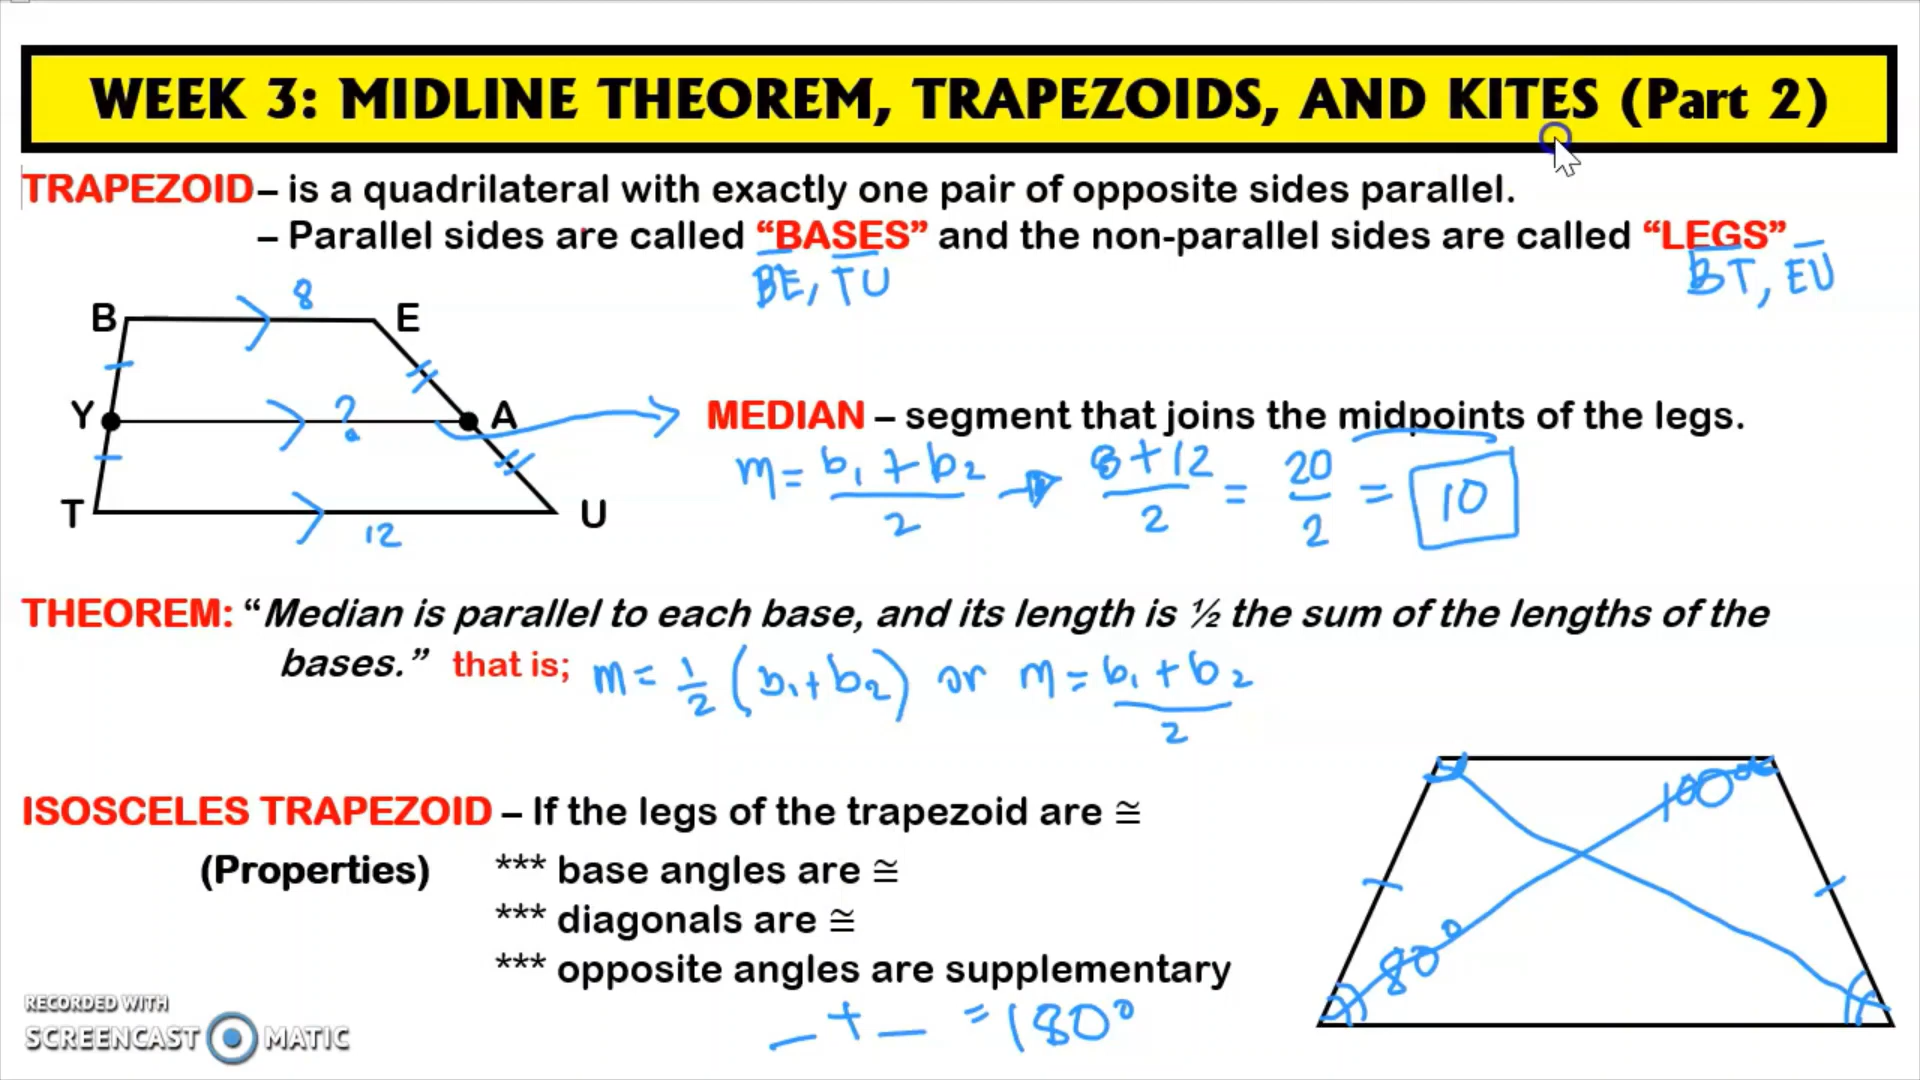 WEEK 3: MIDLINE THEOREM, TRAPEZOIDS, AND KITES (Part 2)
TRAPEZOID – is a quadrilateral with exactly one pair of opposite sides parallel.
– Parallel sides are called “BASES” and the non-parallel sides are called “LEGS”
BE, TU
BT, EU
8
B E
Y ? A
T U
12
MEDIAN – segment that joins the midpoints of the legs.
m = b₁ + b₂ / 2 → 8 + 12 / 2 = 20 / 2 = 10
THEOREM: “Median is parallel to each base, and its length is ½ the sum of the lengths of the
bases.” that is; m = 1/2 (b₁ + b₂) or m = b₁ + b₂ / 2
ISOSCELES TRAPEZOID – If the legs of the trapezoid are ≅
(Properties) *** base angles are ≅
*** diagonals are ≅
*** opposite angles are supplementary
_ + _ = 180°
100°
80°
RECORDED WITH
SCREENCAST MATIC